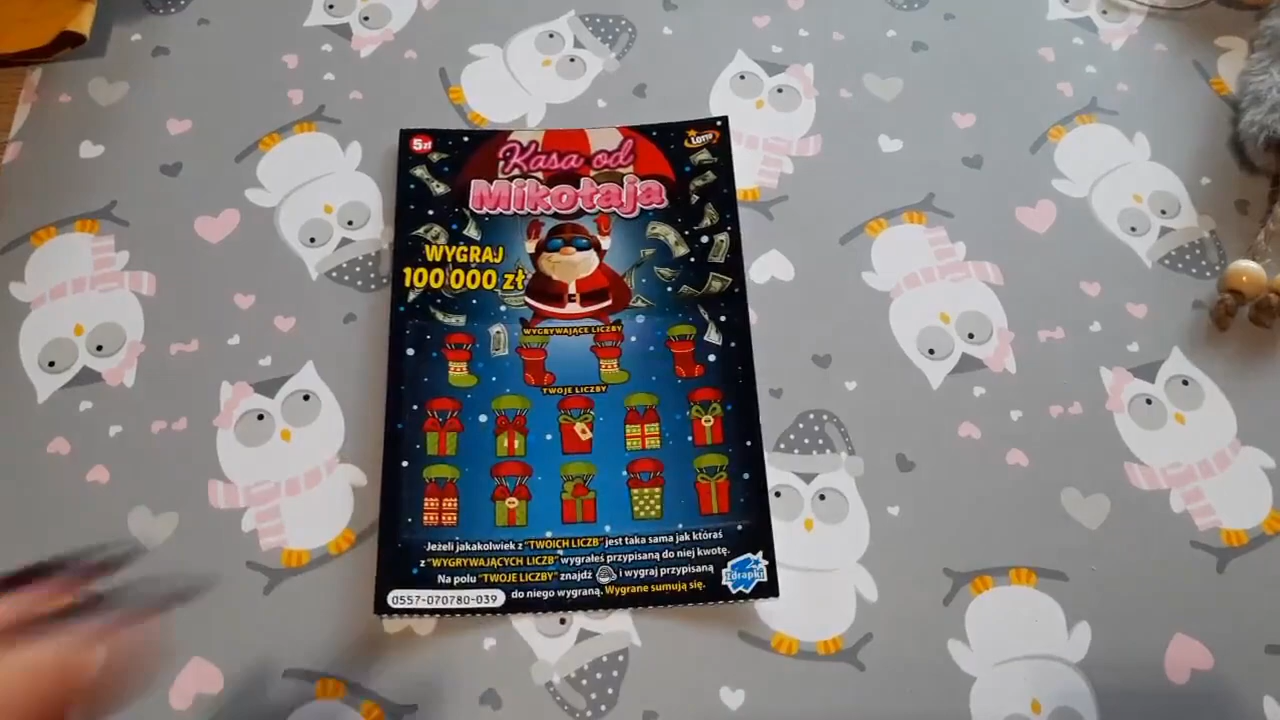 5zł
LOTTO
Kasa od
Mikołaja
WYGRAJ
100 000 zł
WYGRYWAJĄCE LICZBY
TWOJE LICZBY
Jeżeli jakakolwiek z "TWOICH LICZB" jest taka sama jak któraś
z "WYGRYWAJĄCYCH LICZB" wygrałeś przypisaną do niej kwotę.
Na polu "TWOJE LICZBY" znajdź i wygraj przypisaną
do niego wygraną. Wygrane sumują się.
Zdrapki
0557-070780-039